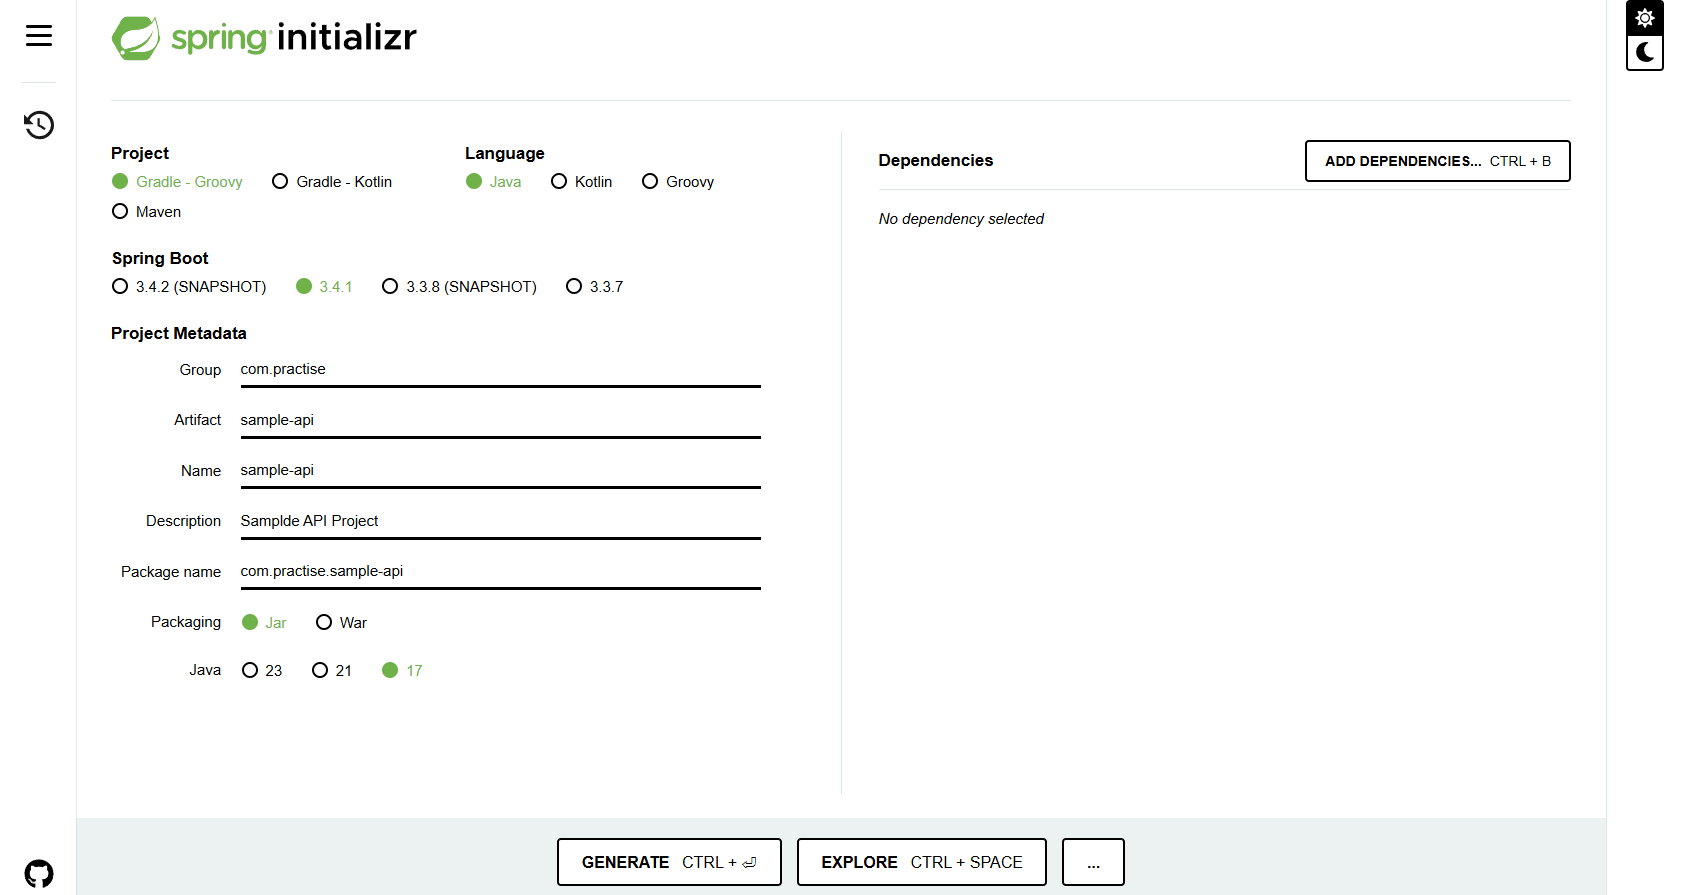 spring initializr
Project
Gradle - Groovy Gradle - Kotlin
Maven
Language
Java Kotlin Groovy
Spring Boot
3.4.2 (SNAPSHOT) 3.4.1 3.3.8 (SNAPSHOT) 3.3.7
Project Metadata
Group com.practise
Artifact sample-api
Name sample-api
Description Samplde API Project
Package name com.practise.sample-api
Packaging Jar War
Java 23 21 17
Dependencies
ADD DEPENDENCIES... CTRL + B
No dependency selected
GENERATE CTRL + ⏎
EXPLORE CTRL + SPACE
...